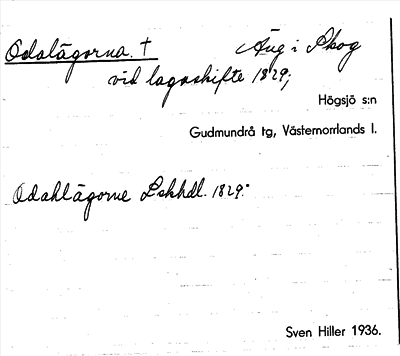 Odalägorna. † Äng i Skog
vid lagaskifte 1829;
Högsjö s:n
Gudmundrå tg, Västernorrlands l.
Odahlägorne Lskhdl. 1829.
Sven Hiller 1936.